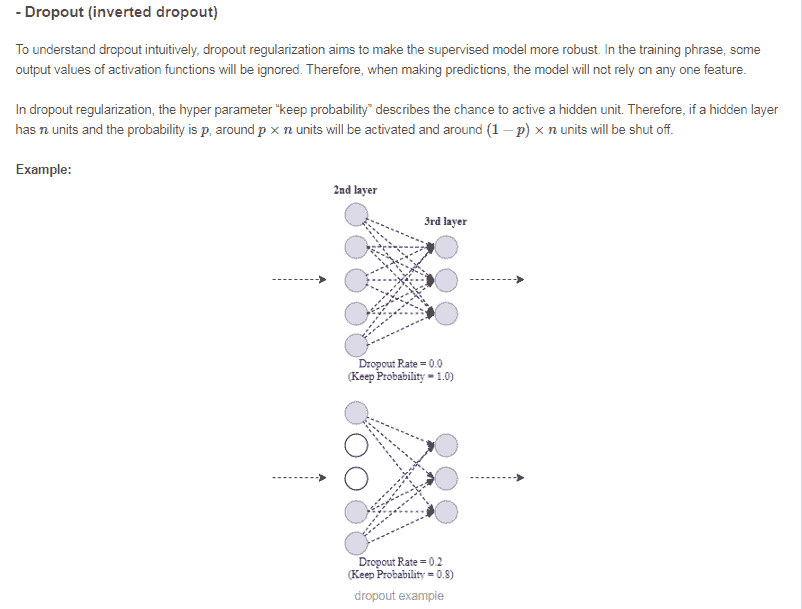 - Dropout (inverted dropout)
To understand dropout intuitively, dropout regularization aims to make the supervised model more robust. In the training phrase, some
output values of activation functions will be ignored. Therefore, when making predictions, the model will not rely on any one feature.
In dropout regularization, the hyper parameter "keep probability" describes the chance to active a hidden unit. Therefore, if a hidden layer
has n units and the probability is p, around p × n units will be activated and around (1 − p) × n units will be shut off.
Example:
2nd layer
3rd layer
Dropout Rate = 0.0
(Keep Probability = 1.0)
Dropout Rate = 0.2
(Keep Probability = 0.8)
dropout example